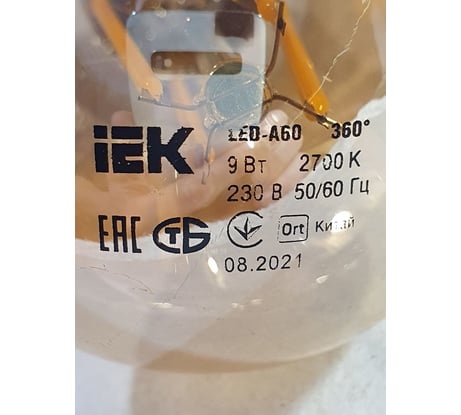 IEK
LED-A60 360°
9 Вт 2700 К
230 В 50/60 Гц
ЕАС СТБ Ort Китай
08.2021